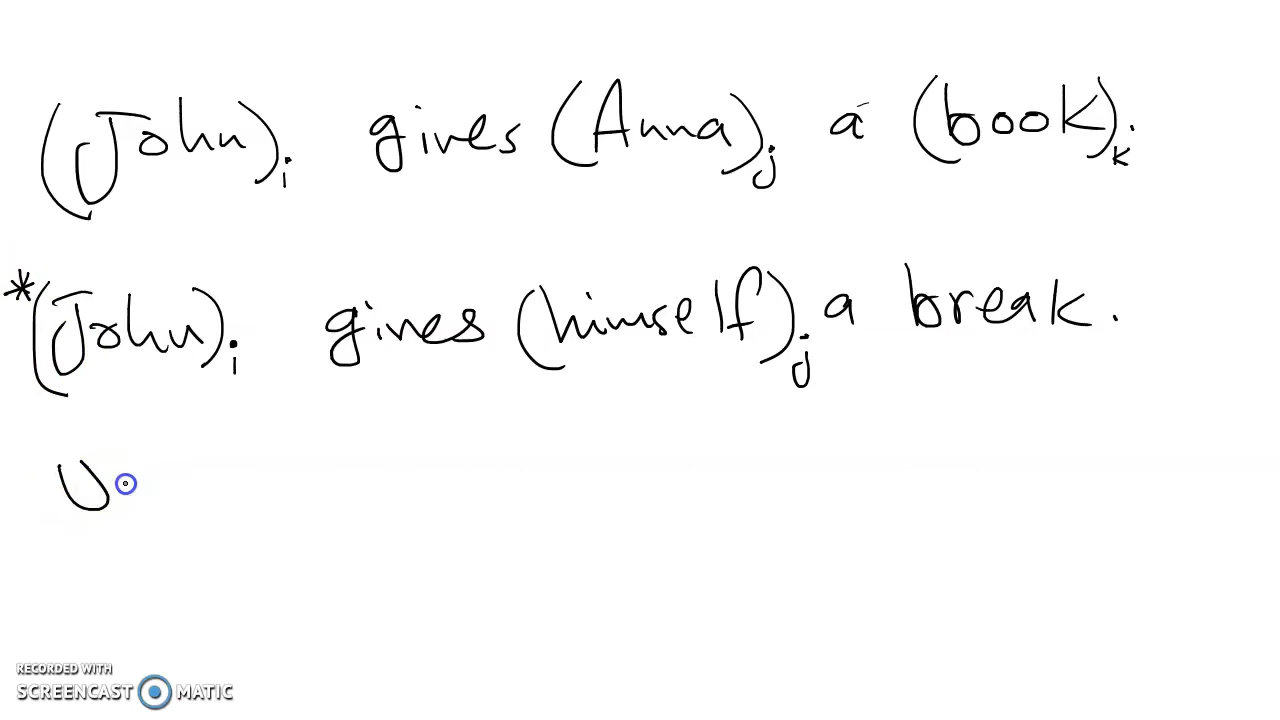 (John)i gives (Anna)j a (book)k.
*(John)i gives (himself)j a break.
RECORDED WITH
SCREENCAST MATIC